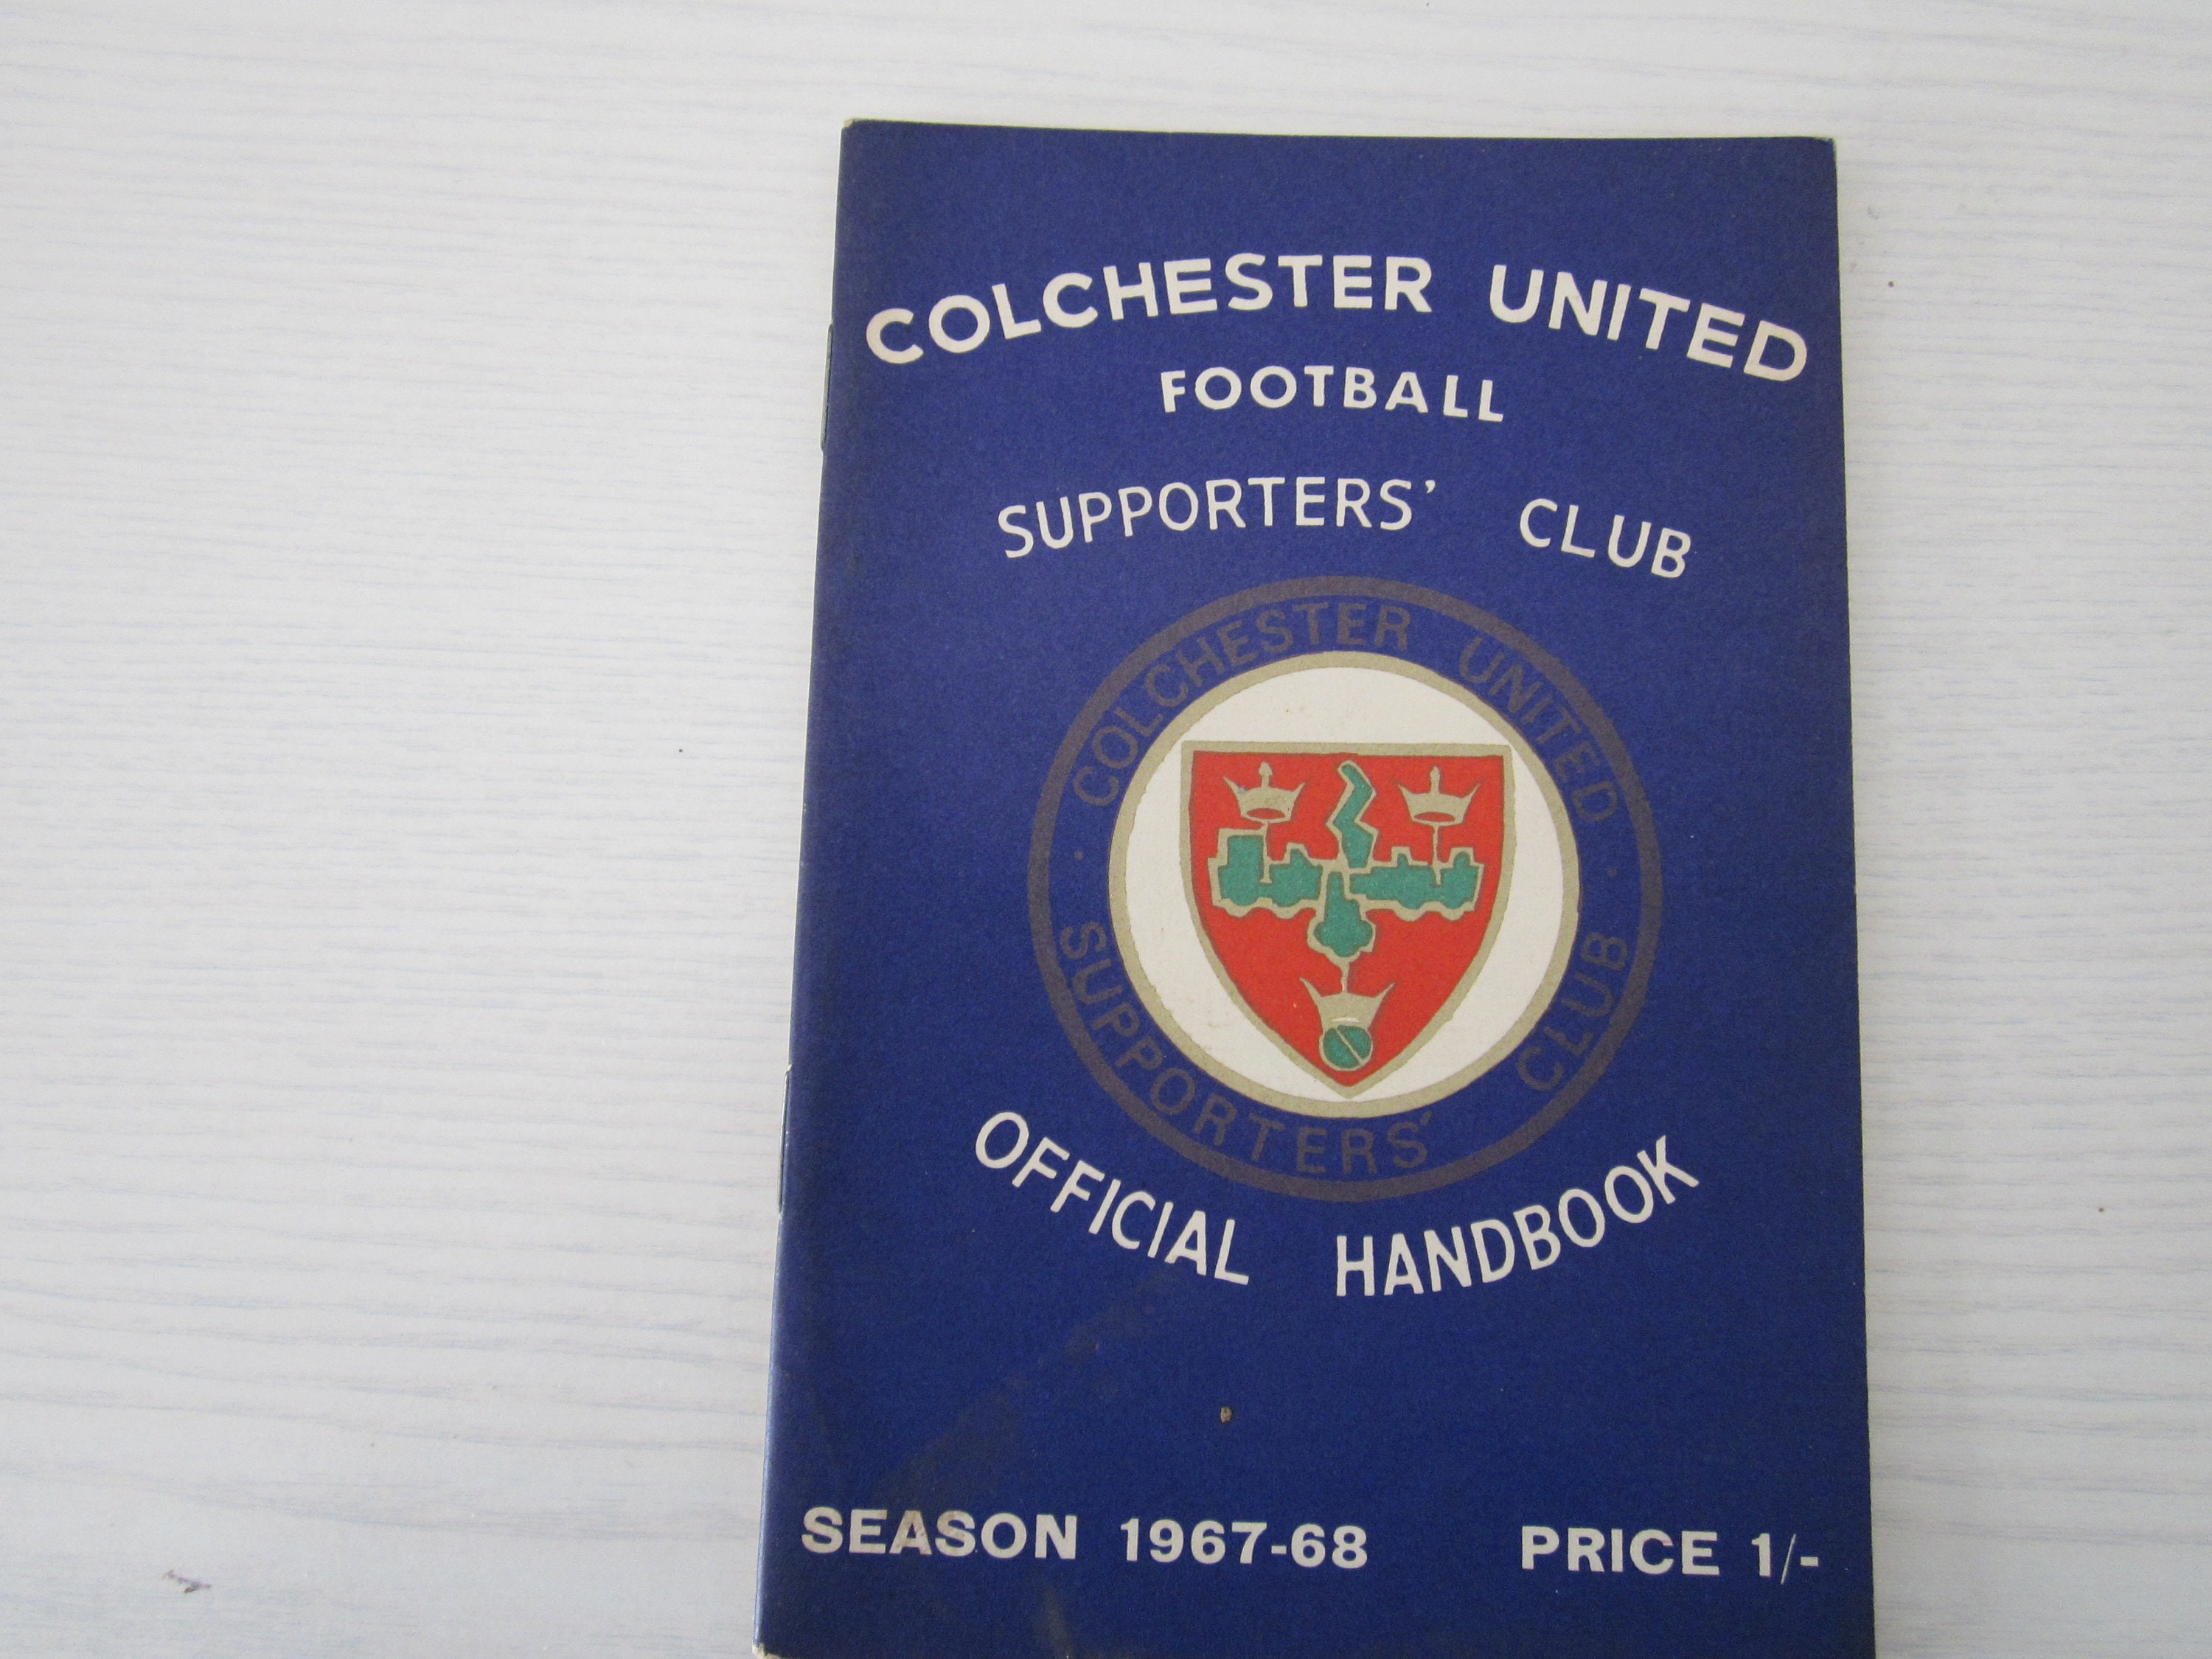 COLCHESTER UNITED
FOOTBALL
SUPPORTERS' CLUB
· COLCHESTER UNITED ·
SUPPORTERS' CLUB
OFFICIAL HANDBOOK
SEASON 1967-68 PRICE 1/-